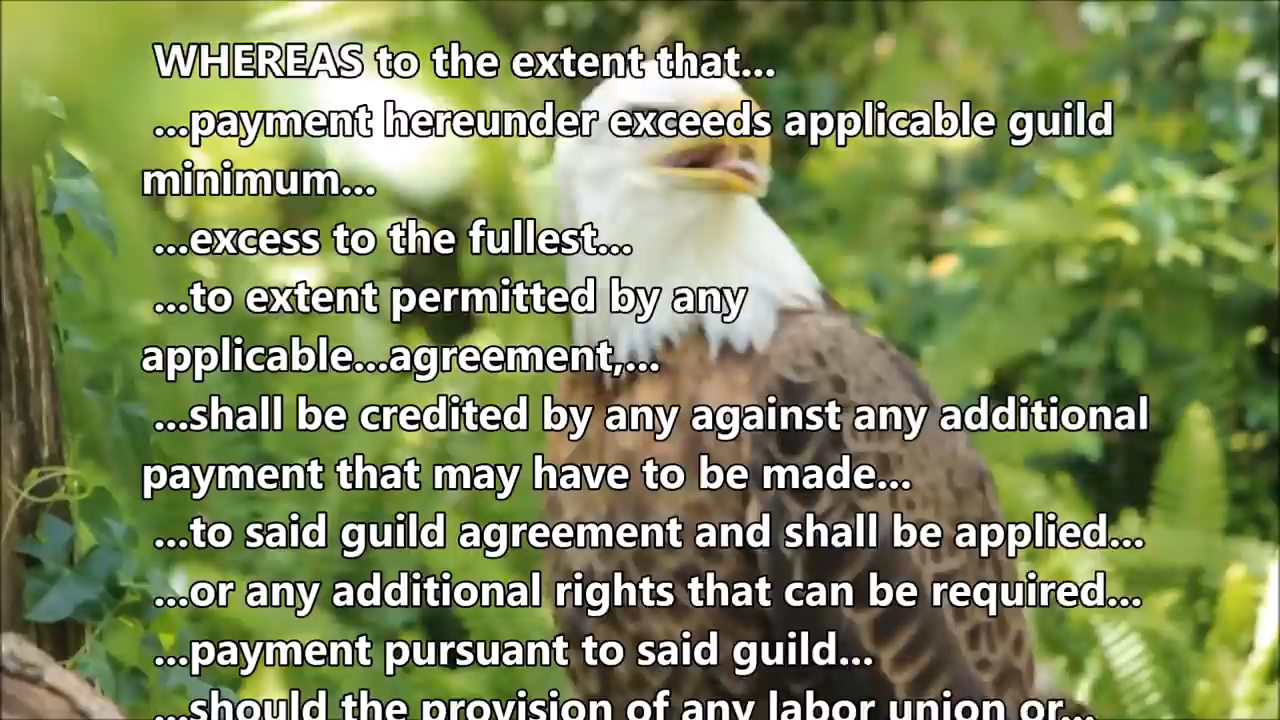 WHEREAS to the extent that...
...payment hereunder exceeds applicable guild
minimum...
...excess to the fullest...
...to extent permitted by any
applicable...agreement,...
...shall be credited by any against any additional
payment that may have to be made...
...to said guild agreement and shall be applied...
...or any additional rights that can be required...
...payment pursuant to said guild...
...should the provision of any labor union or...